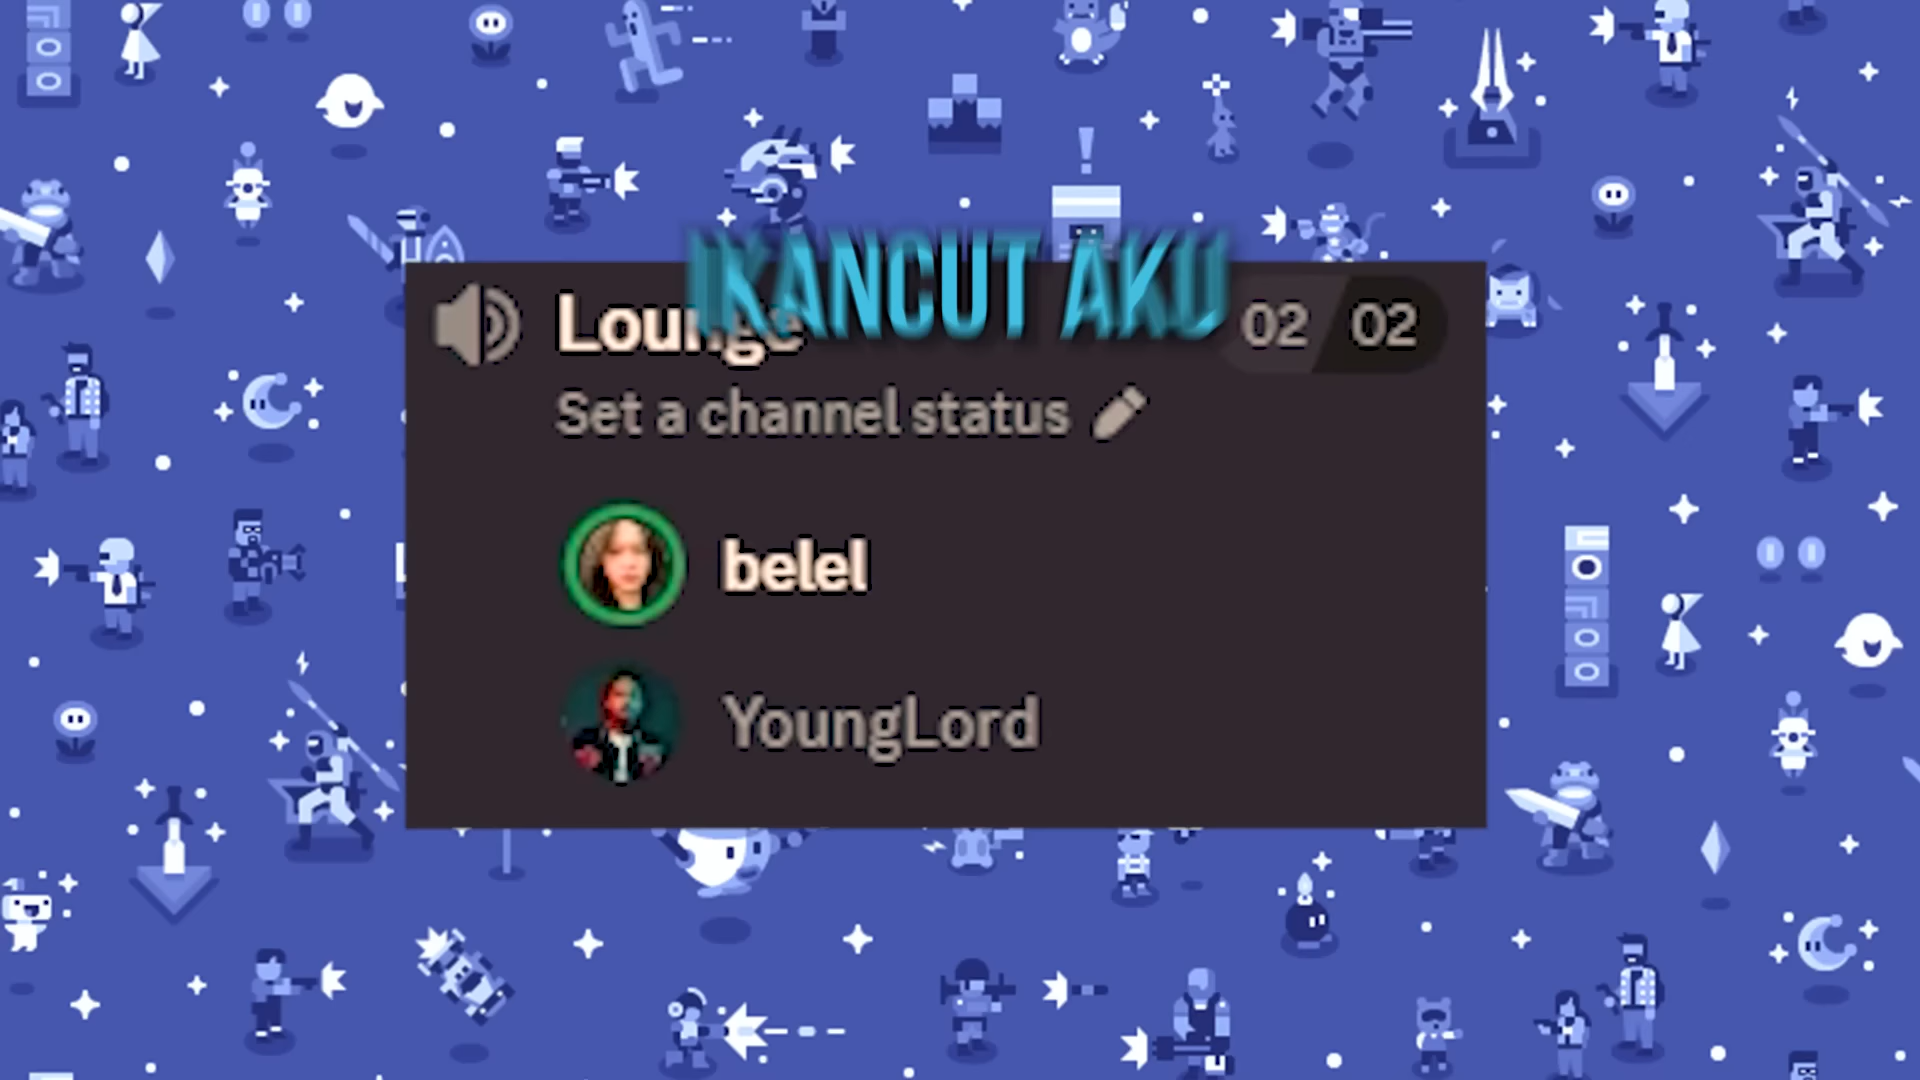 IKANCUT AKU
Lounge
02 02
Set a channel status
belel
YoungLord